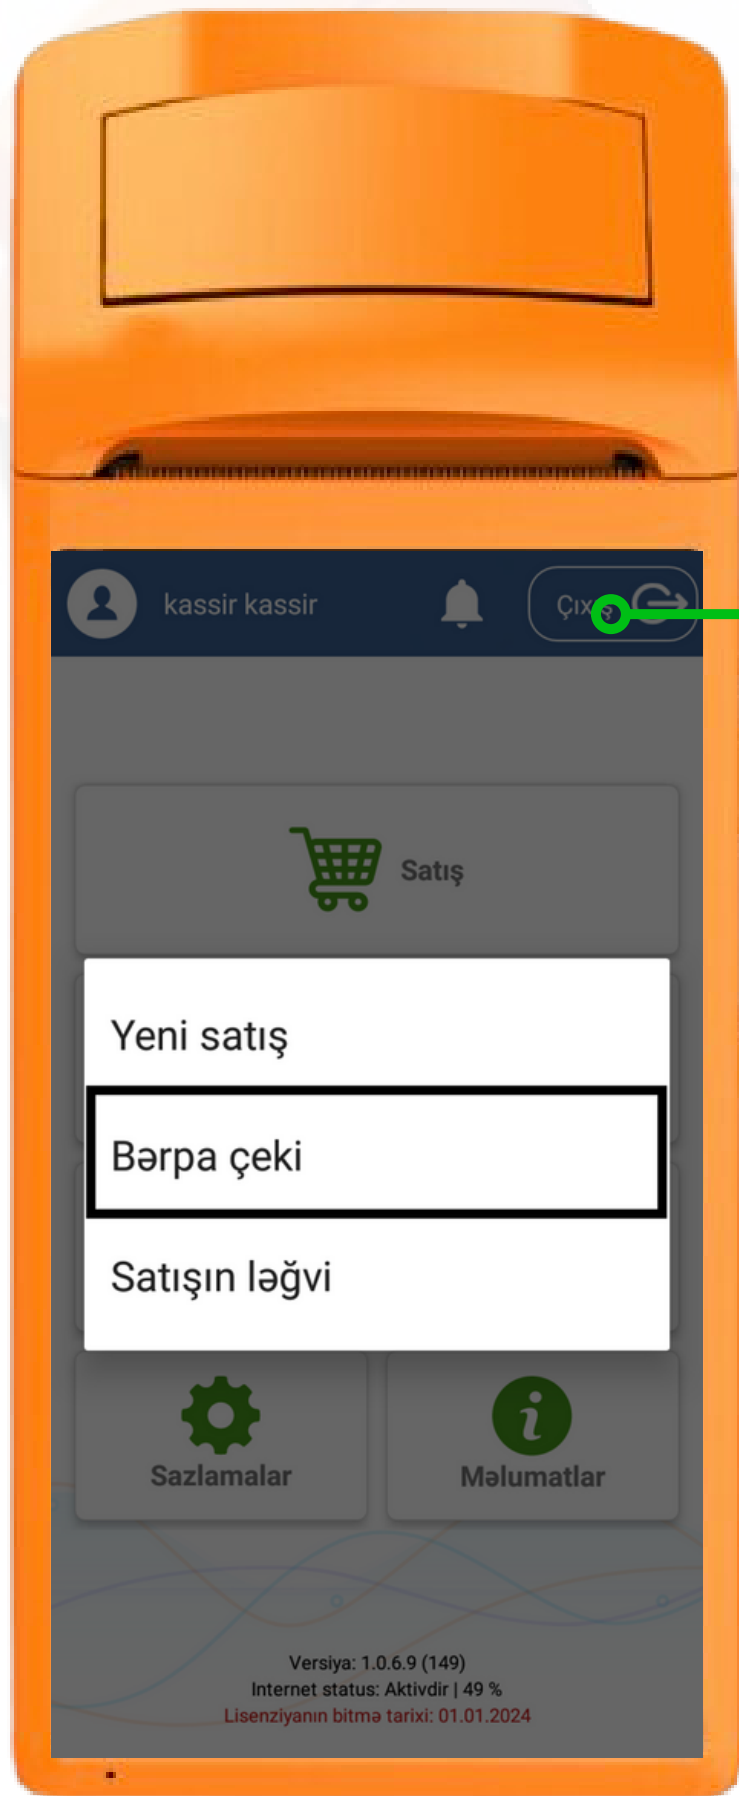 kassir kassir
Çıxış
Satış
Yeni satış
Bərpa çeki
Satışın ləğvi
Sazlamalar
Məlumatlar
Versiya: 1.0.6.9 (149)
Internet status: Aktivdir | 49 %
Lisenziyanın bitmə tarixi: 01.01.2024